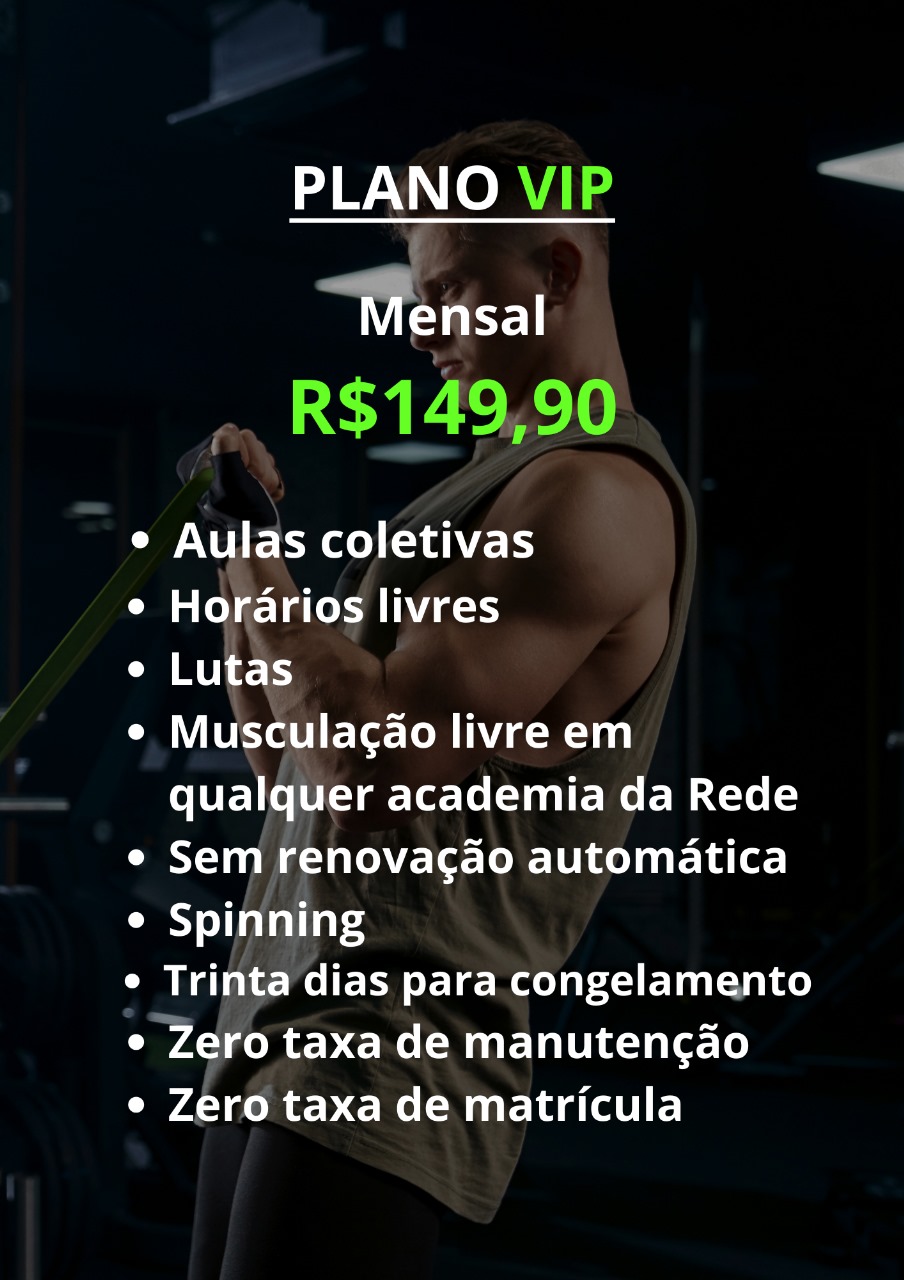 PLANO VIP
Mensal
R$149,90
• Aulas coletivas
• Horários livres
• Lutas
• Musculação livre em
qualquer academia da Rede
• Sem renovação automática
• Spinning
• Trinta dias para congelamento
• Zero taxa de manutenção
• Zero taxa de matrícula